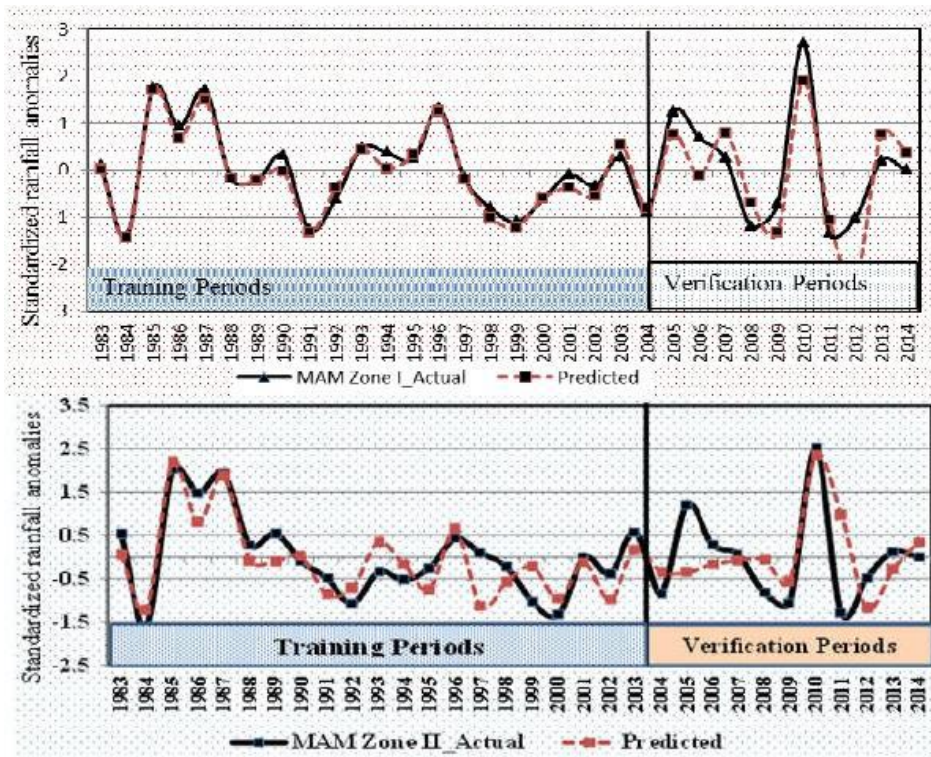 Standardized rainfall anomalies
3
2
1
0
1
-2
3
Training Periods
Verification Periods
1983 1984 1985 1986 1987 1988 1989 1990 1991 1992 1993 1994 1995 1996 1997 1998 1999 2000 2001 2002 2003 2004 2005 2006 2007 2008 2009 2010 2011 2012 2013 2014
MAM Zone I_Actual Predicted
Standardized rainfall anomalies
3.5
2.5
1.5
0.5
-0.5
-1.5
-2.5
Training Periods
Verification Periods
1983 1984 1985 1986 1987 1988 1989 1990 1991 1992 1993 1994 1995 1996 1997 1998 1999 2000 2001 2002 2003 2004 2005 2006 2007 2008 2009 2010 2011 2012 2013 2014
MAM Zone II_Actual Predicted